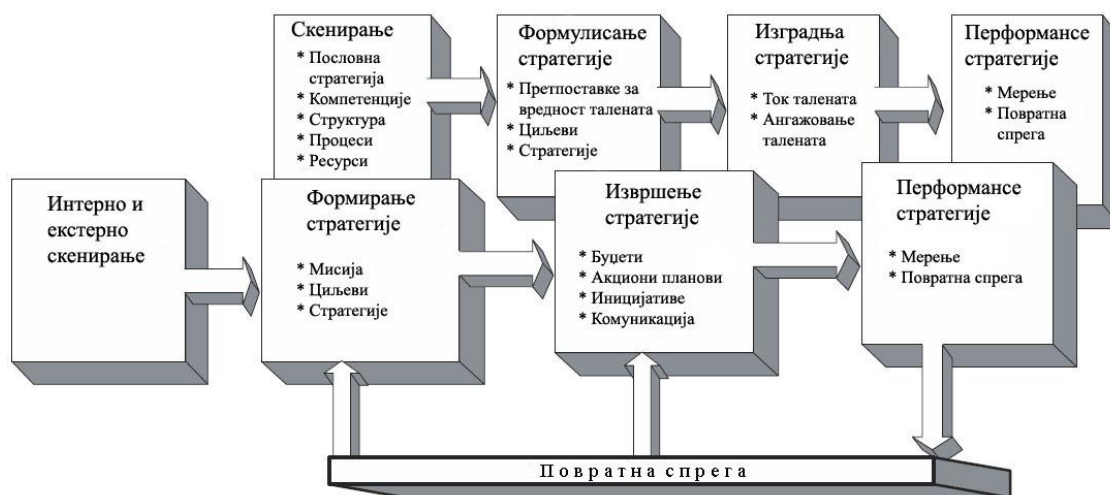 Скенирање
* Пословна
стратегија
* Компетенције
* Структура
* Процеси
* Ресурси
Формулисање
стратегије
* Претпоставке за
вредност талената
* Циљеви
* Стратегије
Изградња
стратегије
* Ток талената
* Ангажовање
талената
Перформансе
стратегије
* Мерење
* Повратна
спрега
Интерно и
екстерно
скенирање
Формирање
стратегије
* Мисија
* Циљеви
* Стратегије
Извршење
стратегије
* Буџети
* Акциони планови
* Иницијативе
* Комуникација
Перформансе
стратегије
* Мерење
* Повратна спрега
Повратна спрега